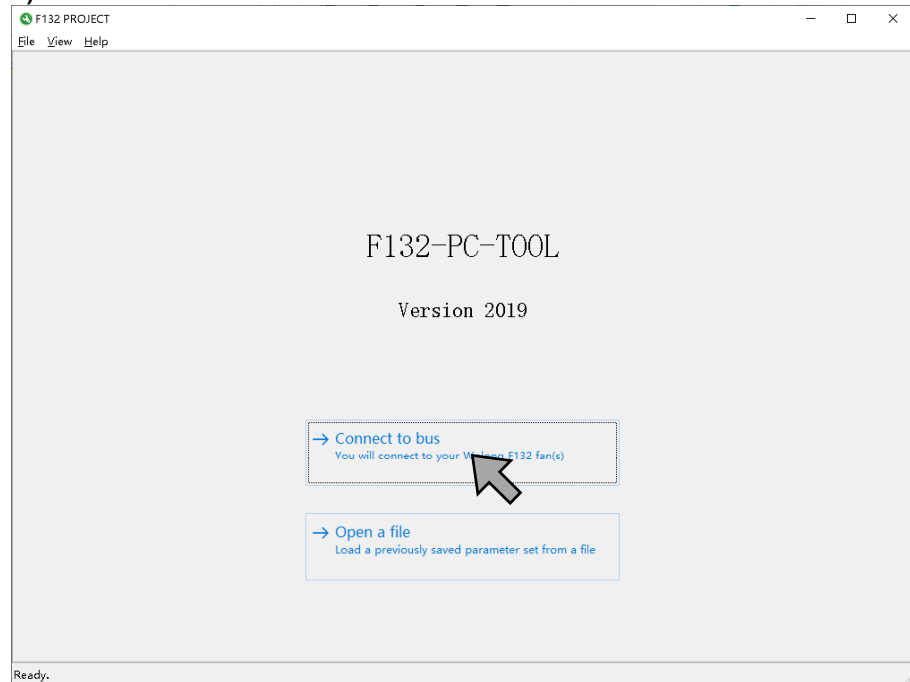 F132 PROJECT
File View Help
F132-PC-TOOL
Version 2019
→ Connect to bus
You will connect to your F132 fan(s)
→ Open a file
Load a previously saved parameter set from a file
Ready.